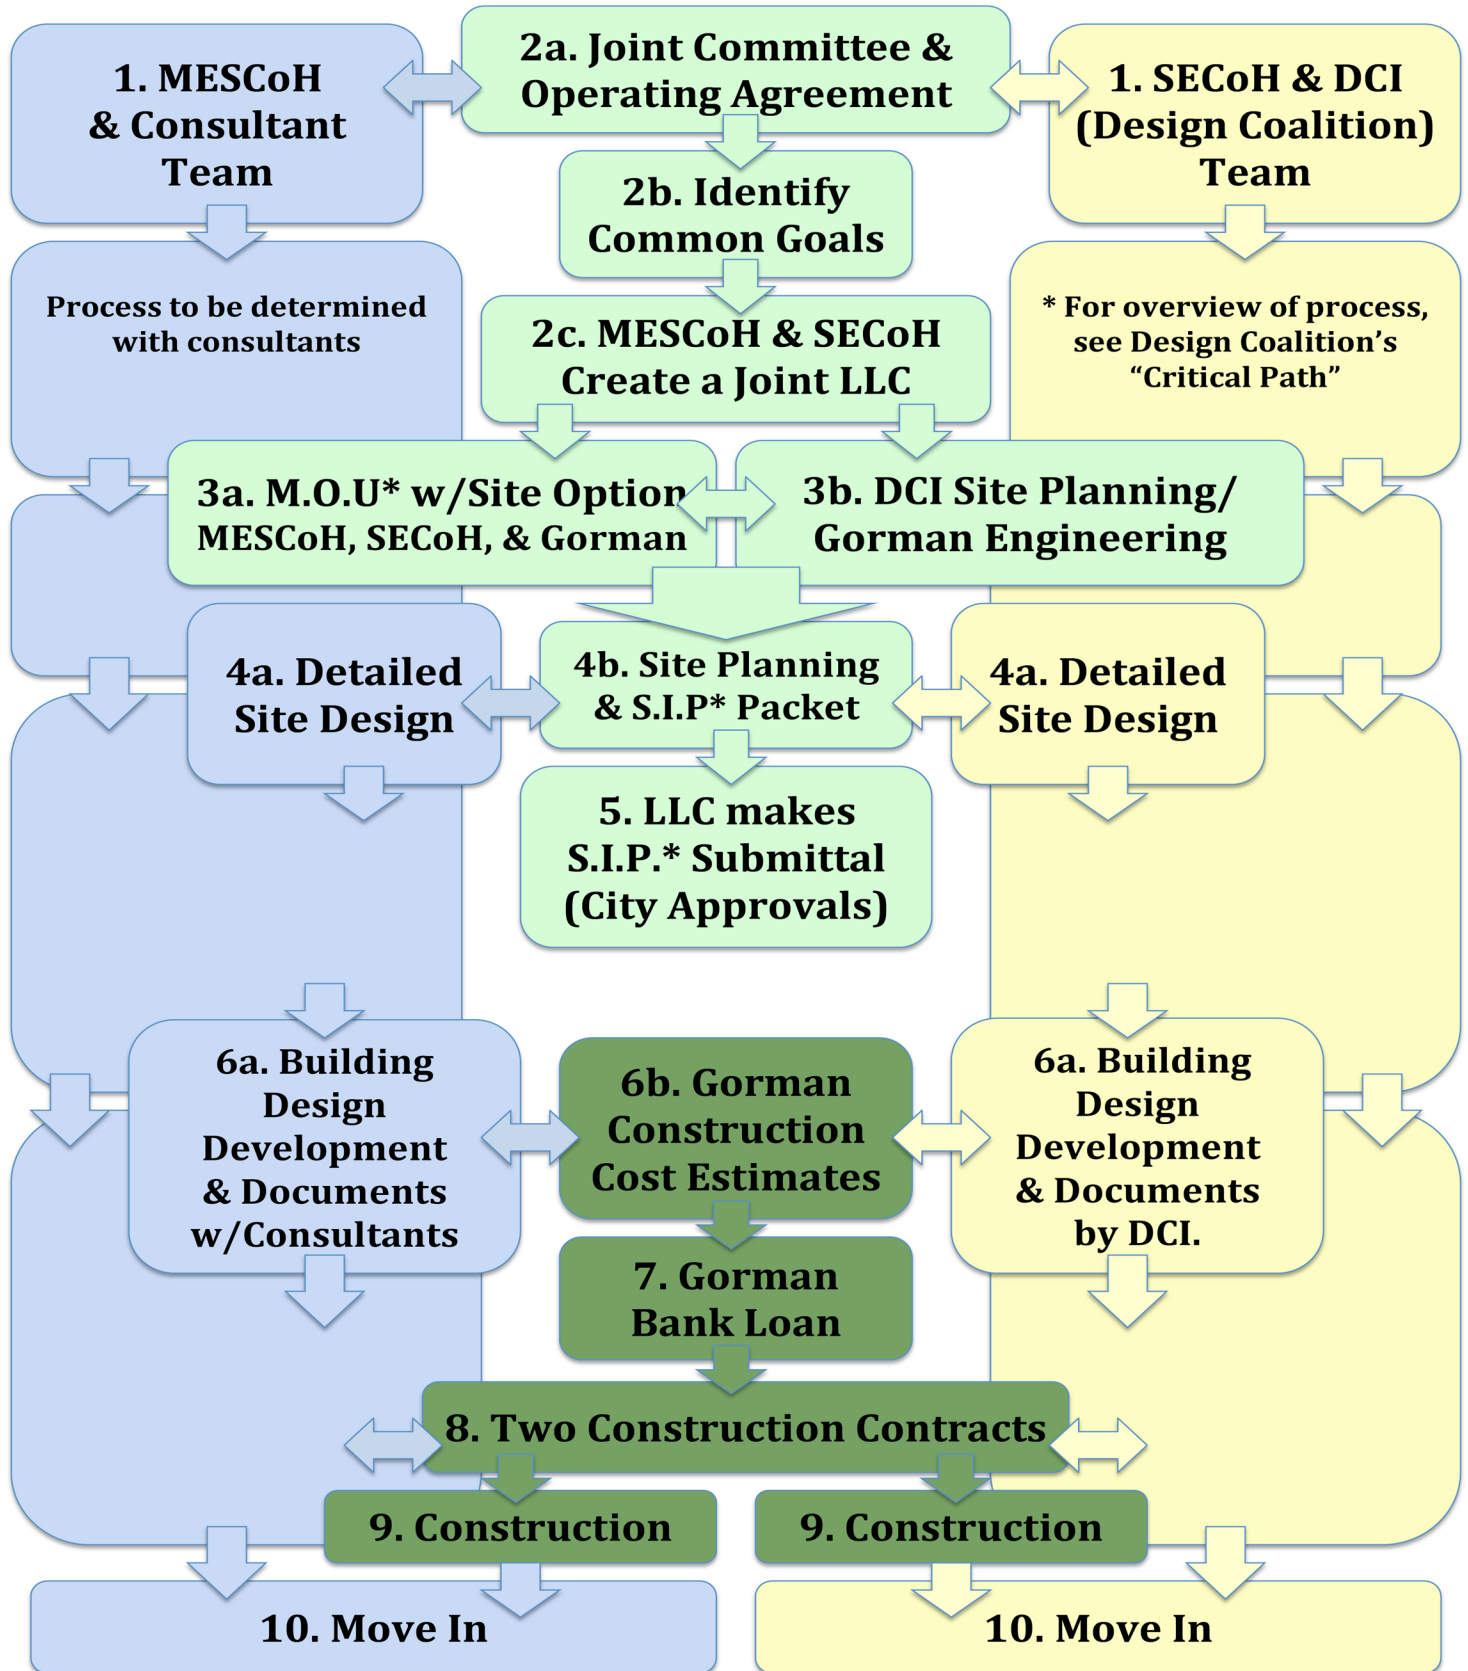 1. MESCoH
& Consultant
Team
2a. Joint Committee &
Operating Agreement
1. SECoH & DCI
(Design Coalition)
Team
2b. Identify
Common Goals
Process to be determined
with consultants
2c. MESCoH & SECoH
Create a Joint LLC
* For overview of process,
see Design Coalition’s
“Critical Path”
3a. M.O.U* w/Site Option
MESCoH, SECoH, & Gorman
3b. DCI Site Planning/
Gorman Engineering
4a. Detailed
Site Design
4b. Site Planning
& S.I.P* Packet
4a. Detailed
Site Design
5. LLC makes
S.I.P.* Submittal
(City Approvals)
6a. Building
Design
Development
& Documents
w/Consultants
6b. Gorman
Construction
Cost Estimates
6a. Building
Design
Development
& Documents
by DCI.
7. Gorman
Bank Loan
8. Two Construction Contracts
9. Construction
9. Construction
10. Move In
10. Move In